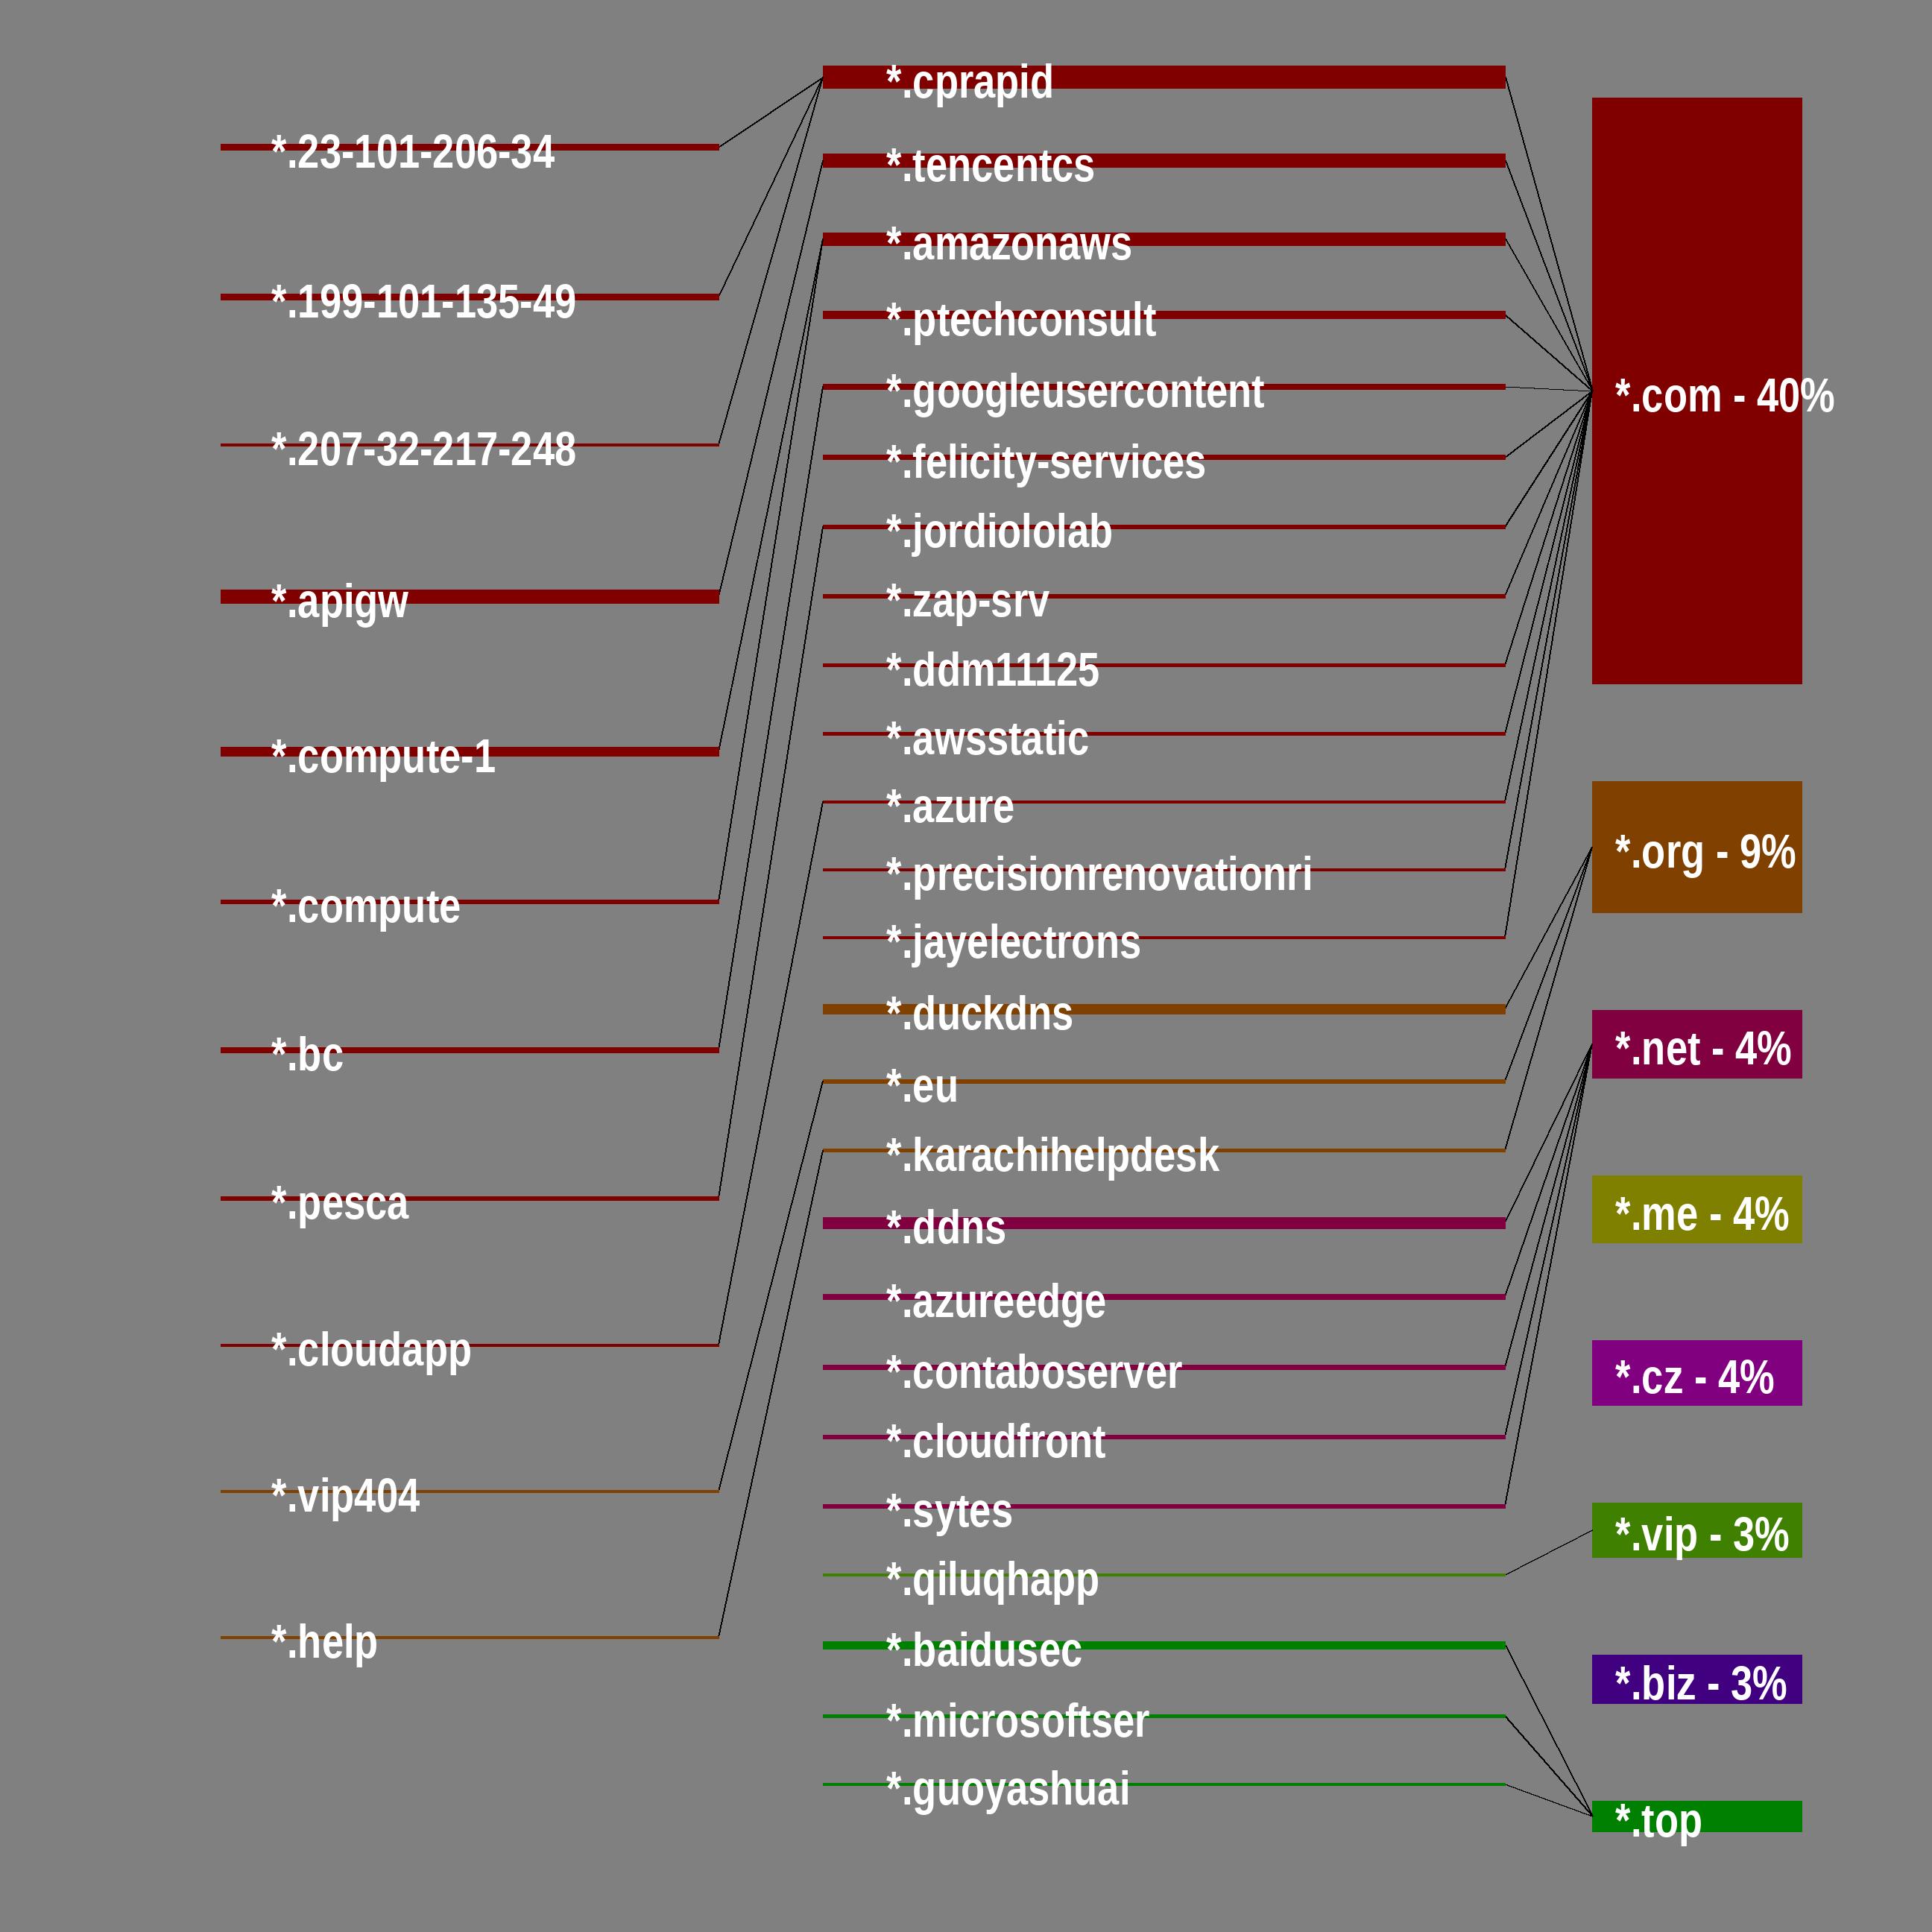 *.23-101-206-34
*.199-101-135-49
*.207-32-217-248
*.apigw
*.compute-1
*.compute
*.bc
*.pesca
*.cloudapp
*.vip404
*.help
*.cprapid
*.tencentcs
*.amazonaws
*.ptechconsult
*.googleusercontent
*.felicity-services
*.jordiololab
*.zap-srv
*.ddm11125
*.awsstatic
*.azure
*.precisionrenovationri
*.jayelectrons
*.duckdns
*.eu
*.karachihelpdesk
*.ddns
*.azureedge
*.contaboserver
*.cloudfront
*.sytes
*.qiluqhapp
*.baidusec
*.microsoftser
*.guoyashuai
*.com - 40%
*.org - 9%
*.net - 4%
*.me - 4%
*.cz - 4%
*.vip - 3%
*.biz - 3%
*.top